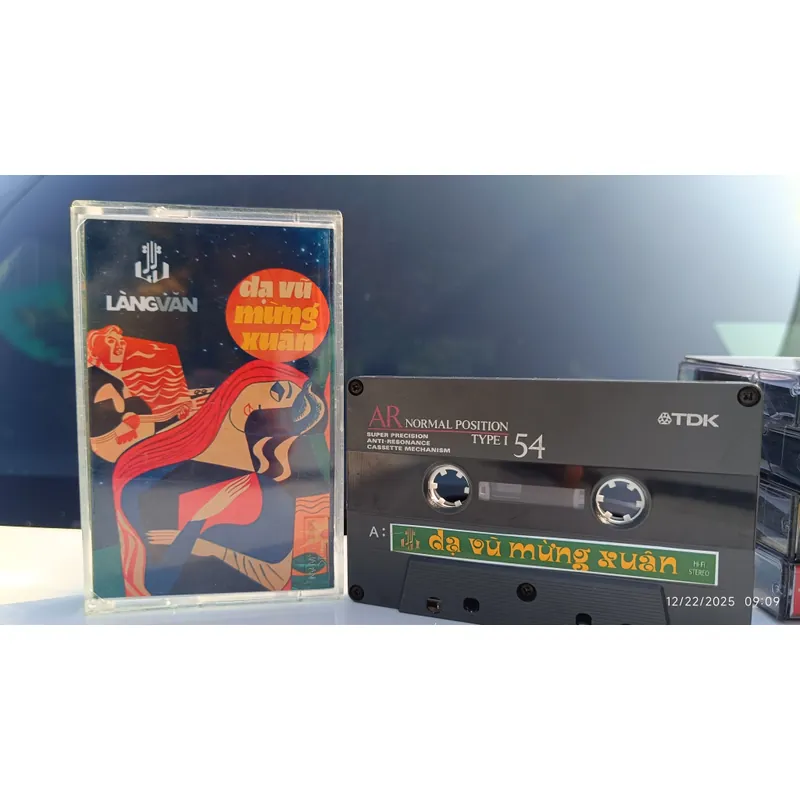 LÀNGVĂN
dạ vũ
mừng
xuân
AR NORMAL POSITION
TYPE I 54
SUPER PRECISION
ANTI-RESONANCE
CASSETTE MECHANISM
TDK
A:
dạ vũ mừng xuân
HI-FI
STEREO
12/22/2025 09:09